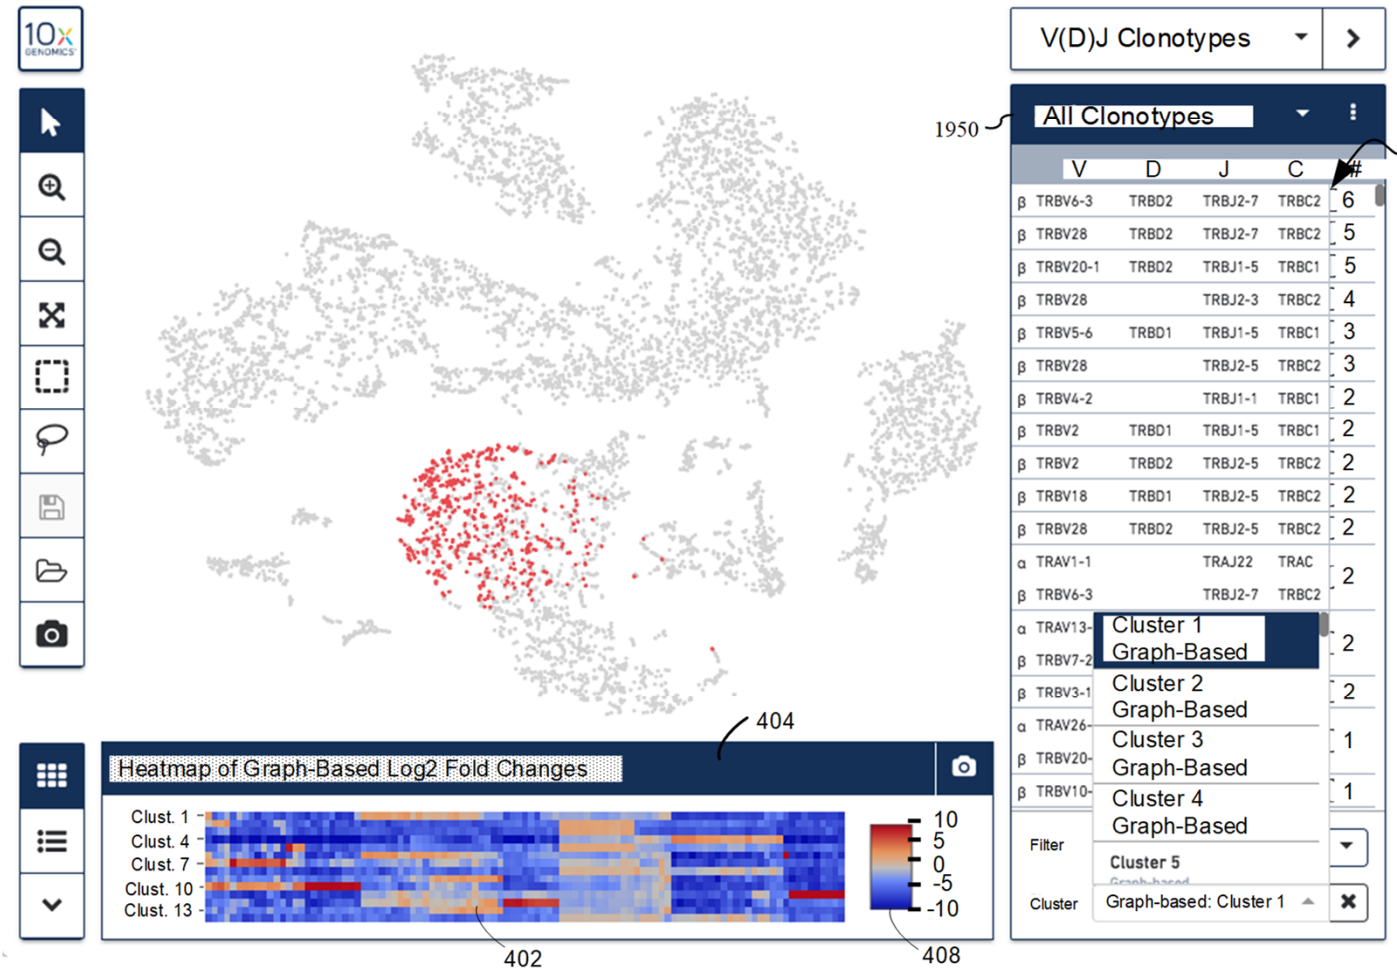 10x
GENOMICS
V(D)J Clonotypes
1950
All Clonotypes
V D J C #
β TRBV6-3 TRBD2 TRBJ2-7 TRBC2 6
β TRBV28 TRBD2 TRBJ2-7 TRBC2 5
β TRBV20-1 TRBD2 TRBJ1-5 TRBC1 5
β TRBV28 TRBJ2-3 TRBC2 4
β TRBV5-6 TRBD1 TRBJ1-5 TRBC1 3
β TRBV28 TRBJ2-5 TRBC2 3
β TRBV4-2 TRBJ1-1 TRBC1 2
β TRBV2 TRBD1 TRBJ1-5 TRBC1 2
β TRBV2 TRBD2 TRBJ2-5 TRBC2 2
β TRBV18 TRBD1 TRBJ2-5 TRBC2 2
β TRBV28 TRBD2 TRBJ2-5 TRBC2 2
α TRAV1-1 TRAJ22 TRAC
2
β TRBV6-3 TRBJ2-7 TRBC2
α TRAV13-
2
β TRBV7-2
β TRBV3-1 2
α TRAV26-
1
β TRBV20-
β TRBV10- 1
Cluster 1
Graph-Based
Cluster 2
Graph-Based
Cluster 3
Graph-Based
Cluster 4
Graph-Based
Cluster 5
Graph-based
Filter
Cluster Graph-based: Cluster 1
404
Heatmap of Graph-Based Log2 Fold Changes
Clust. 1
Clust. 4
Clust. 7
Clust. 10
Clust. 13
10
5
0
-5
-10
402
408